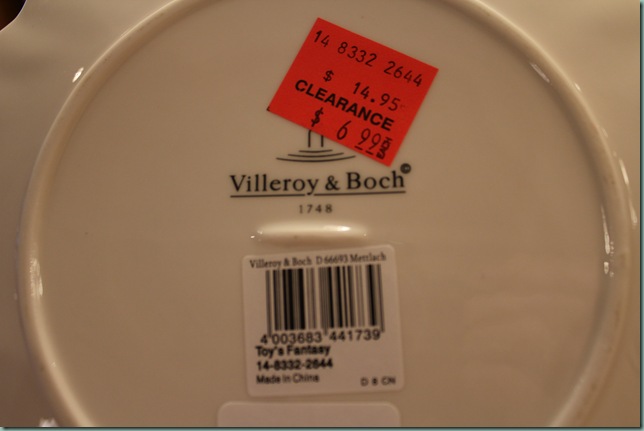 14 8332 2644
$ 14.95
CLEARANCE
$ 6 99
Villeroy & Boch©
1748
Villeroy & Boch D 66693 Mettlach
4 003683 441739
Toy's Fantasy
14-8332-2644
Made in China
D 8 CN